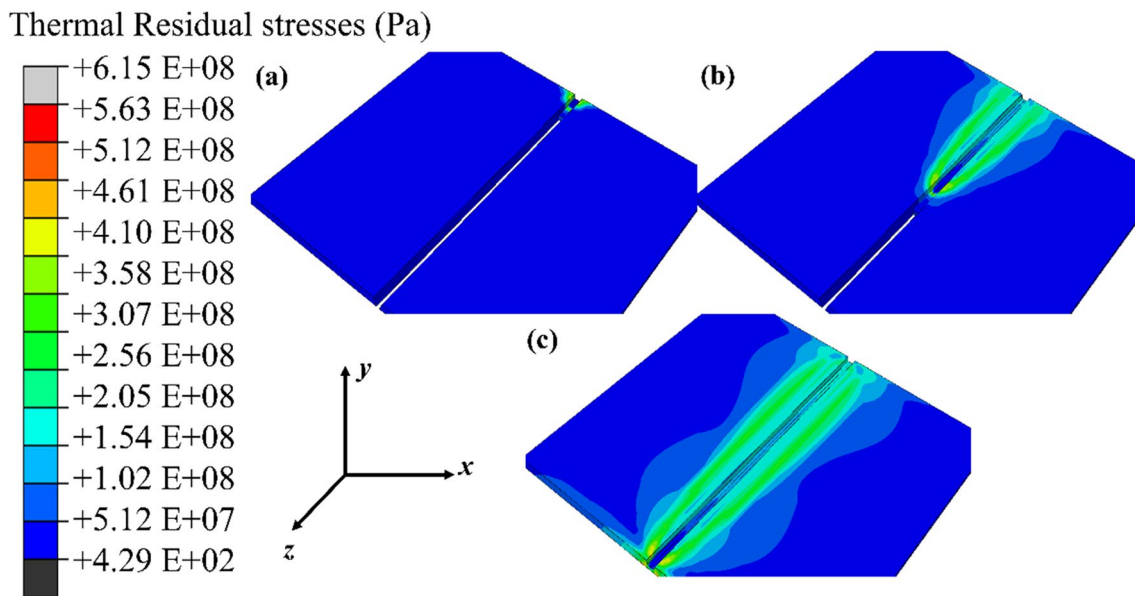 Thermal Residual stresses (Pa)
+6.15 E+08
+5.63 E+08
+5.12 E+08
+4.61 E+08
+4.10 E+08
+3.58 E+08
+3.07 E+08
+2.56 E+08
+2.05 E+08
+1.54 E+08
+1.02 E+08
+5.12 E+07
+4.29 E+02
(a)
(b)
(c)
y
x
z